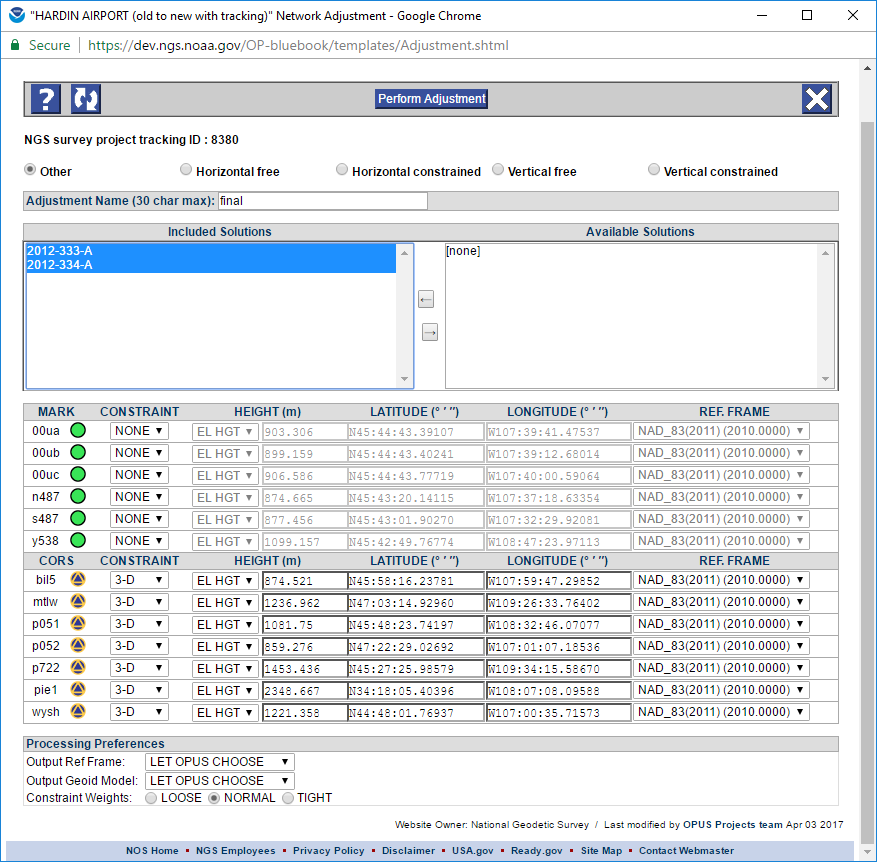 "HARDIN AIRPORT (old to new with tracking)" Network Adjustment - Google Chrome
Secure | https://dev.ngs.noaa.gov/OP-bluebook/templates/Adjustment.shtml
? Perform Adjustment
NGS survey project tracking ID : 8380
Other Horizontal free Horizontal constrained Vertical free Vertical constrained
Adjustment Name (30 char max): final
Included Solutions Available Solutions
2012-333-A [none]
2012-334-A
MARK CONSTRAINT HEIGHT (m) LATITUDE (° ′ ″) LONGITUDE (° ′ ″) REF. FRAME
00ua NONE EL HGT 903.306 N45:44:43.39107 W107:39:41.47537 NAD_83(2011) (2010.0000)
00ub NONE EL HGT 899.159 N45:44:43.40241 W107:39:12.68014 NAD_83(2011) (2010.0000)
00uc NONE EL HGT 906.586 N45:44:43.77719 W107:40:00.59064 NAD_83(2011) (2010.0000)
n487 NONE EL HGT 874.665 N45:43:20.14115 W107:37:18.63354 NAD_83(2011) (2010.0000)
s487 NONE EL HGT 877.456 N45:43:01.90270 W107:32:29.92081 NAD_83(2011) (2010.0000)
y538 NONE EL HGT 1099.157 N45:42:49.76774 W108:47:23.97113 NAD_83(2011) (2010.0000)
CORS CONSTRAINT HEIGHT (m) LATITUDE (° ′ ″) LONGITUDE (° ′ ″) REF. FRAME
bil5 3-D EL HGT 874.521 N45:58:16.23781 W107:59:47.29852 NAD_83(2011) (2010.0000)
mtlw 3-D EL HGT 1236.962 N47:03:14.92960 W109:26:33.76402 NAD_83(2011) (2010.0000)
p051 3-D EL HGT 1081.75 N45:48:23.74197 W108:32:46.07077 NAD_83(2011) (2010.0000)
p052 3-D EL HGT 859.276 N47:22:29.02692 W107:01:07.18536 NAD_83(2011) (2010.0000)
p722 3-D EL HGT 1453.436 N45:27:25.98579 W109:34:15.58670 NAD_83(2011) (2010.0000)
pie1 3-D EL HGT 2348.667 N34:18:05.40396 W108:07:08.09588 NAD_83(2011) (2010.0000)
wysh 3-D EL HGT 1221.358 N44:48:01.76937 W107:00:35.71573 NAD_83(2011) (2010.0000)
Processing Preferences
Output Ref Frame: LET OPUS CHOOSE
Output Geoid Model: LET OPUS CHOOSE
Constraint Weights: LOOSE NORMAL TIGHT
Website Owner: National Geodetic Survey / Last modified by OPUS Projects team Apr 03 2017
NOS Home ▪ NGS Employees ▪ Privacy Policy ▪ Disclaimer ▪ USA.gov ▪ Ready.gov ▪ Site Map ▪ Contact Webmaster